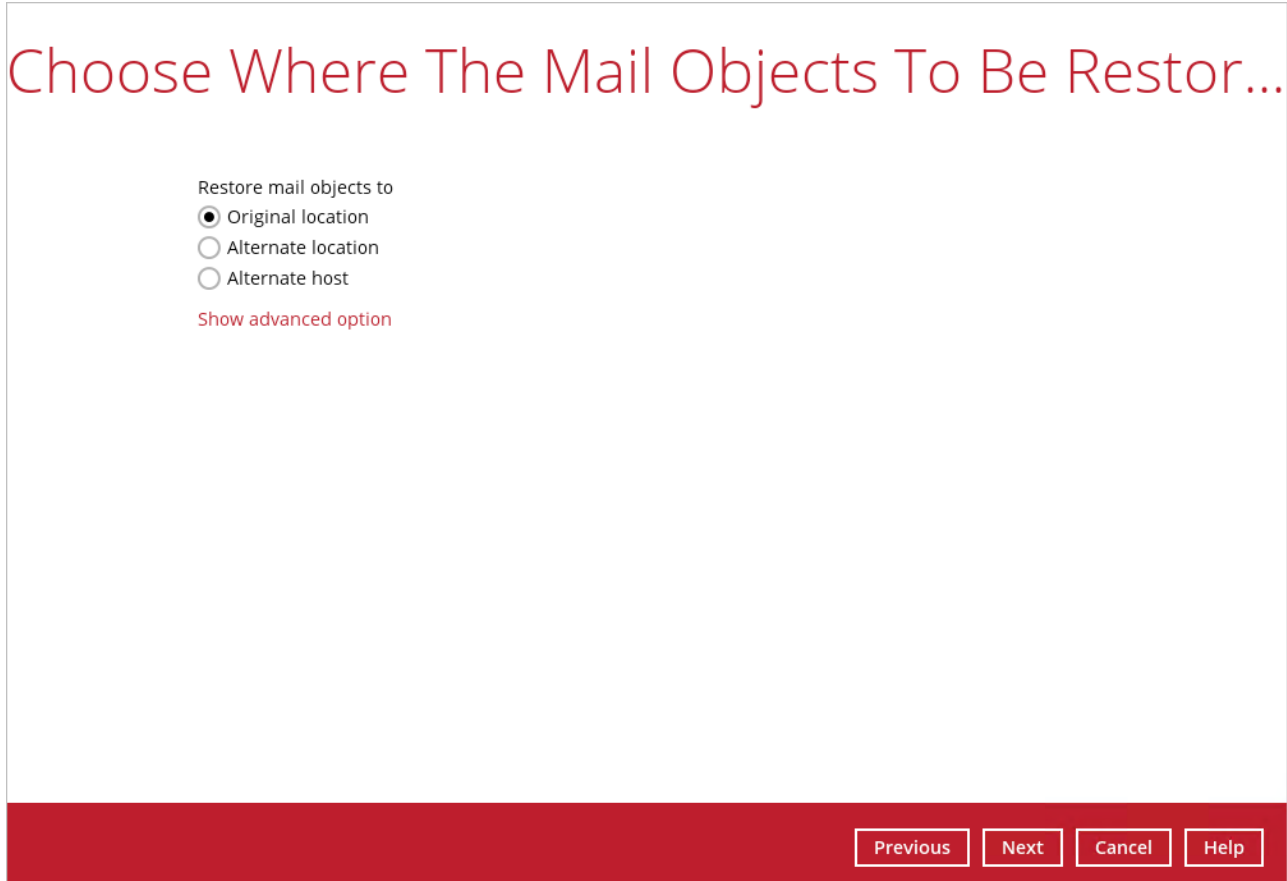 Choose Where The Mail Objects To Be Restor...
Restore mail objects to
Original location
Alternate location
Alternate host
Show advanced option
Previous Next Cancel Help